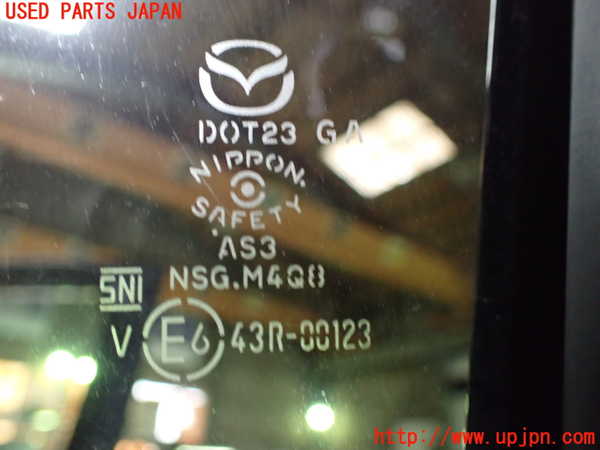 USED PARTS JAPAN
DOT23 GA
NIPPON.
SAFETY
AS3
SNI NSG.M4Q8
V E6 43R-00123
http://www.upjpn.com/